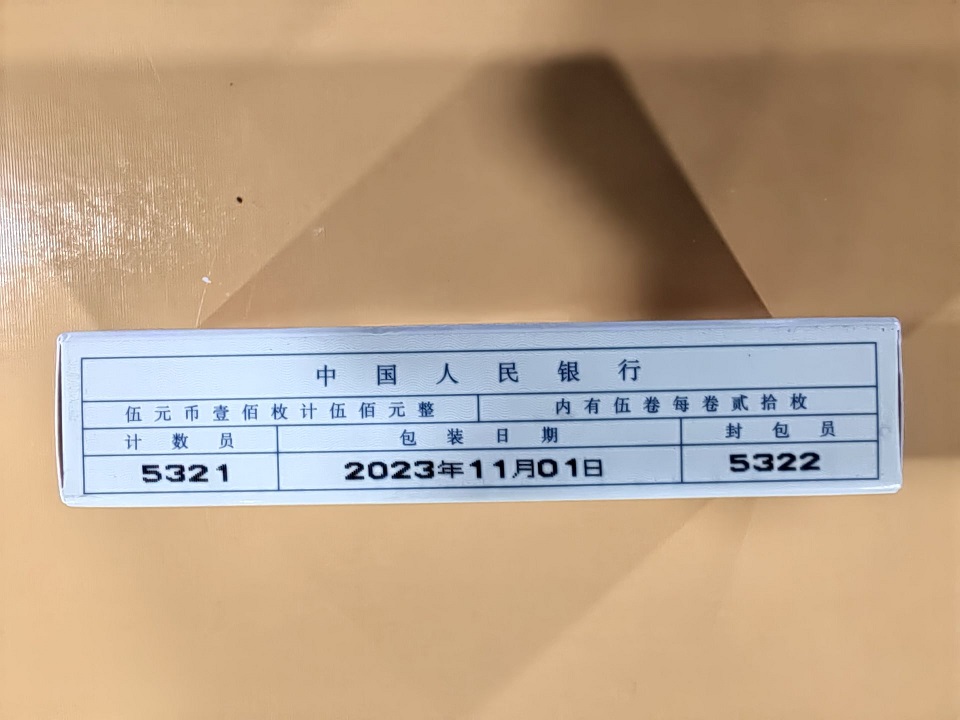 中国人民银行
伍元币壹佰枚计伍佰元整 内有伍卷每卷贰拾枚
计数员 包装日期 封包员
5321 2023年11月01日 5322